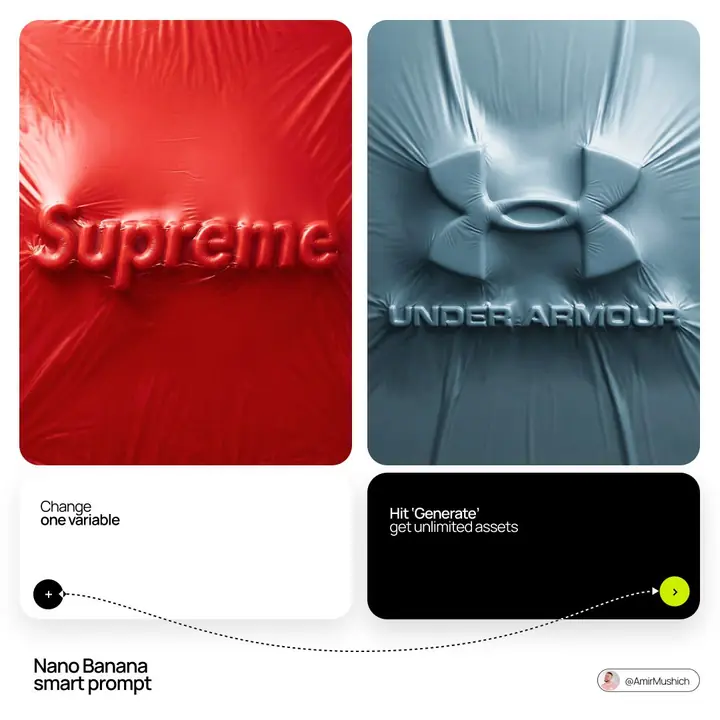 Supreme
UNDER ARMOUR
Change
one variable
Hit ‘Generate’
get unlimited assets
Nano Banana
smart prompt
@AmirMushich